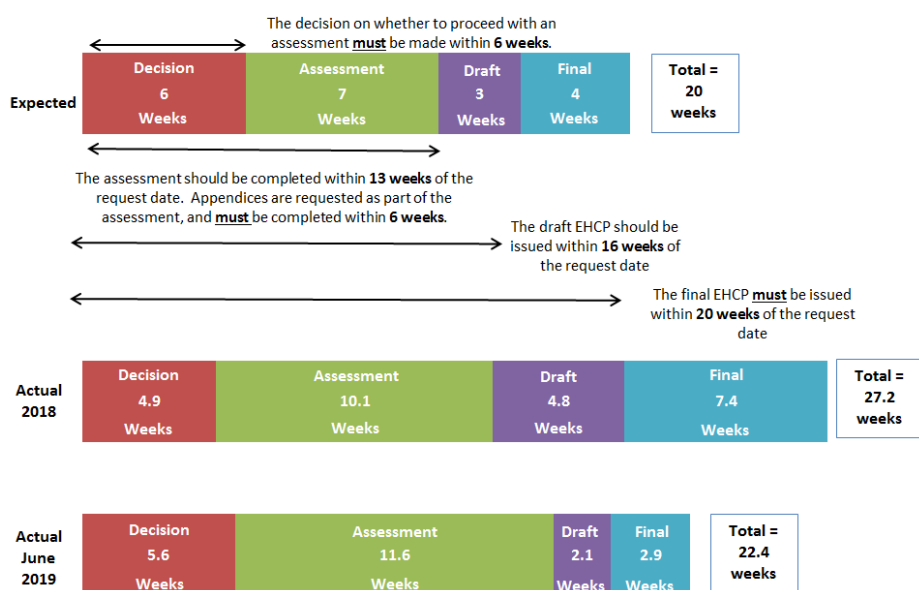 The decision on whether to proceed with an
assessment must be made within 6 weeks.
Expected
Decision
6
Weeks
Assessment
7
Weeks
Draft
3
Weeks
Final
4
Weeks
Total =
20
weeks
The assessment should be completed within 13 weeks of the
request date. Appendices are requested as part of the
assessment, and must be completed within 6 weeks.
The draft EHCP should be
issued within 16 weeks of
the request date
The final EHCP must be issued
within 20 weeks of the request
date
Actual
2018
Decision
4.9
Weeks
Assessment
10.1
Weeks
Draft
4.8
Weeks
Final
7.4
Weeks
Total =
27.2
weeks
Actual
June
2019
Decision
5.6
Weeks
Assessment
11.6
Weeks
Draft
2.1
Weeks
Final
2.9
Weeks
Total =
22.4
weeks